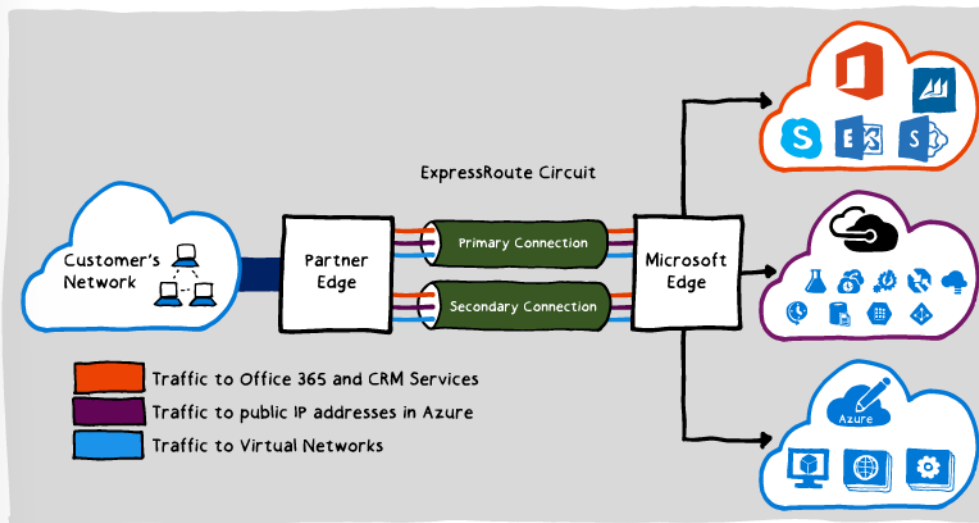 ExpressRoute Circuit
Customer's
Network
Partner
Edge
Primary Connection
Secondary Connection
Microsoft
Edge
S
E
S
Azure
Traffic to Office 365 and CRM Services
Traffic to public IP addresses in Azure
Traffic to Virtual Networks